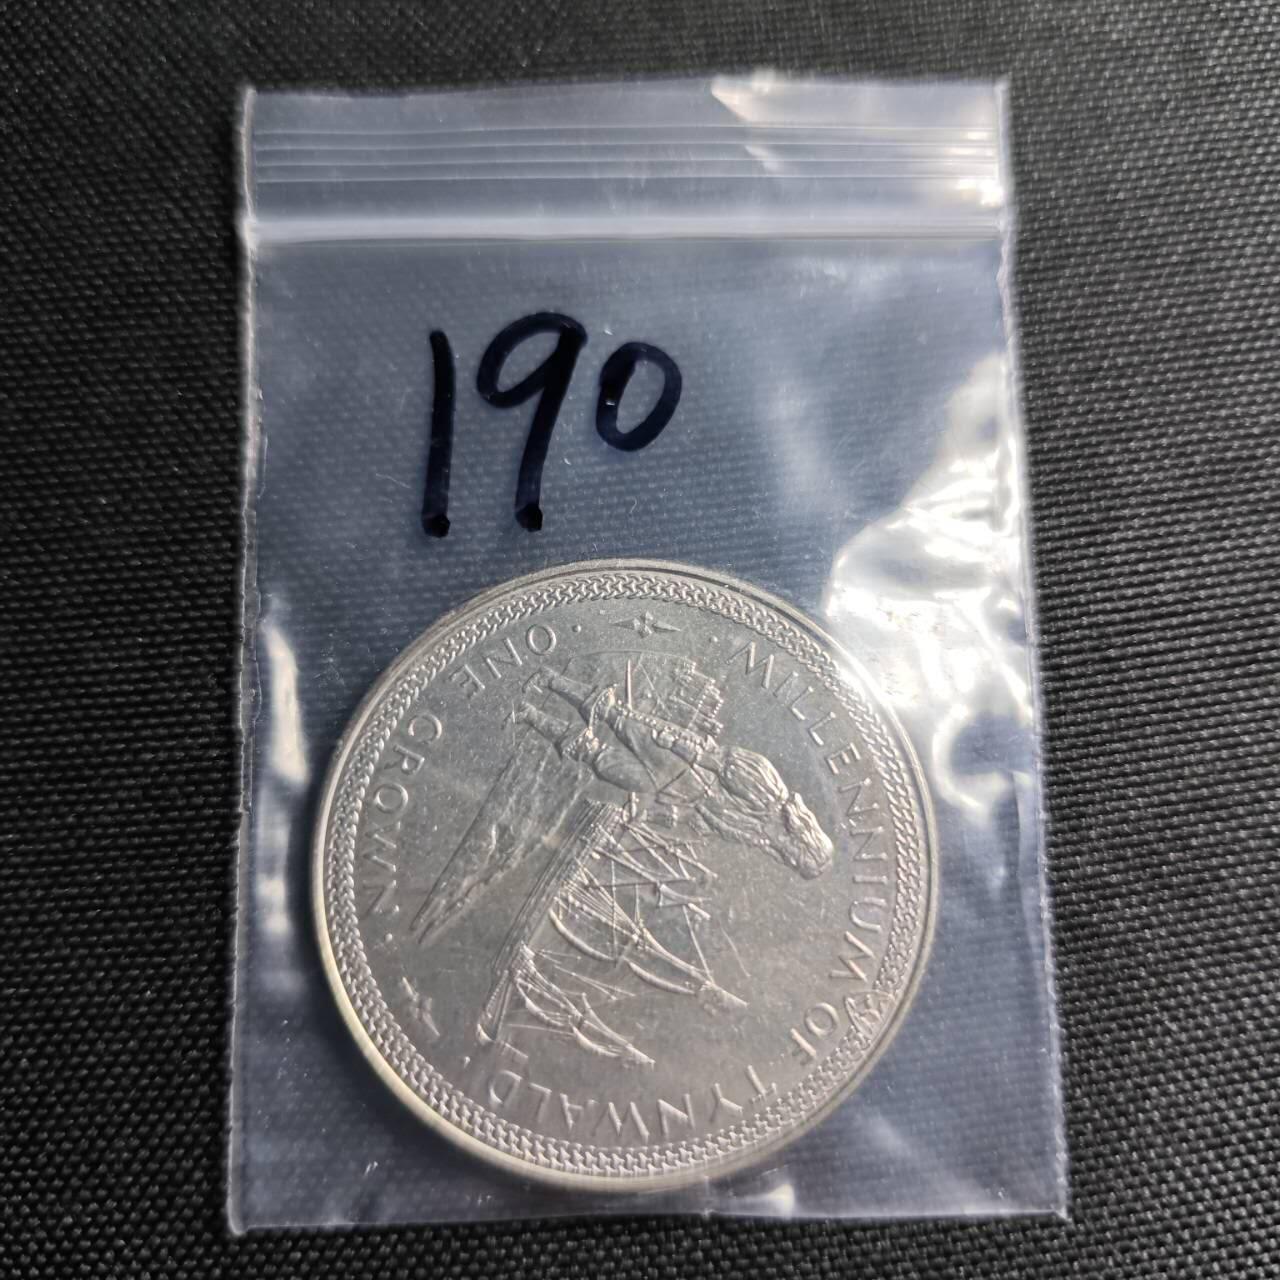 190
MILLENNIUM OF TYNWALD
ONE CROWN